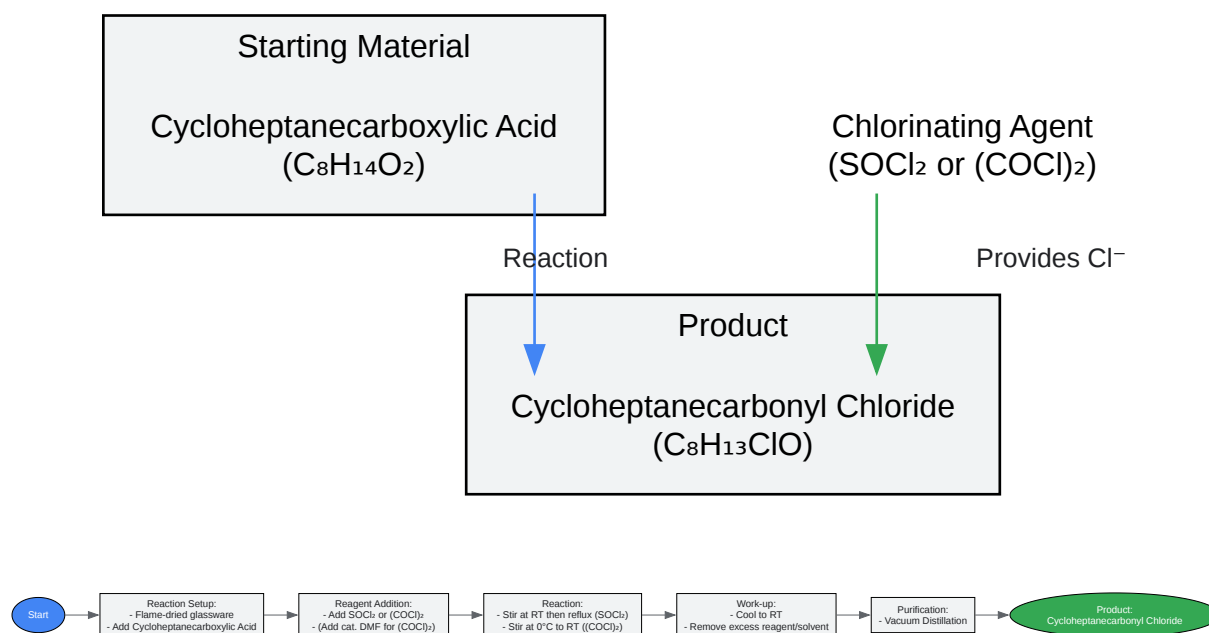 Starting Material
Cycloheptanecarboxylic Acid
(C₈H₁₄O₂)
Chlorinating Agent
(SOCl₂ or (COCl)₂)
Reaction
Provides Cl⁻
Product
Cycloheptanecarbonyl Chloride
(C₈H₁₃ClO)
Start
Reaction Setup:
- Flame-dried glassware
- Add Cycloheptanecarboxylic Acid
Reagent Addition:
- Add SOCl₂ or (COCl)₂
- (Add cat. DMF for (COCl)₂)
Reaction:
- Stir at RT then reflux (SOCl₂)
- Stir at 0°C to RT ((COCl)₂)
Work-up:
- Cool to RT
- Remove excess reagent/solvent
Purification:
- Vacuum Distillation
Product:
Cycloheptanecarbonyl Chloride